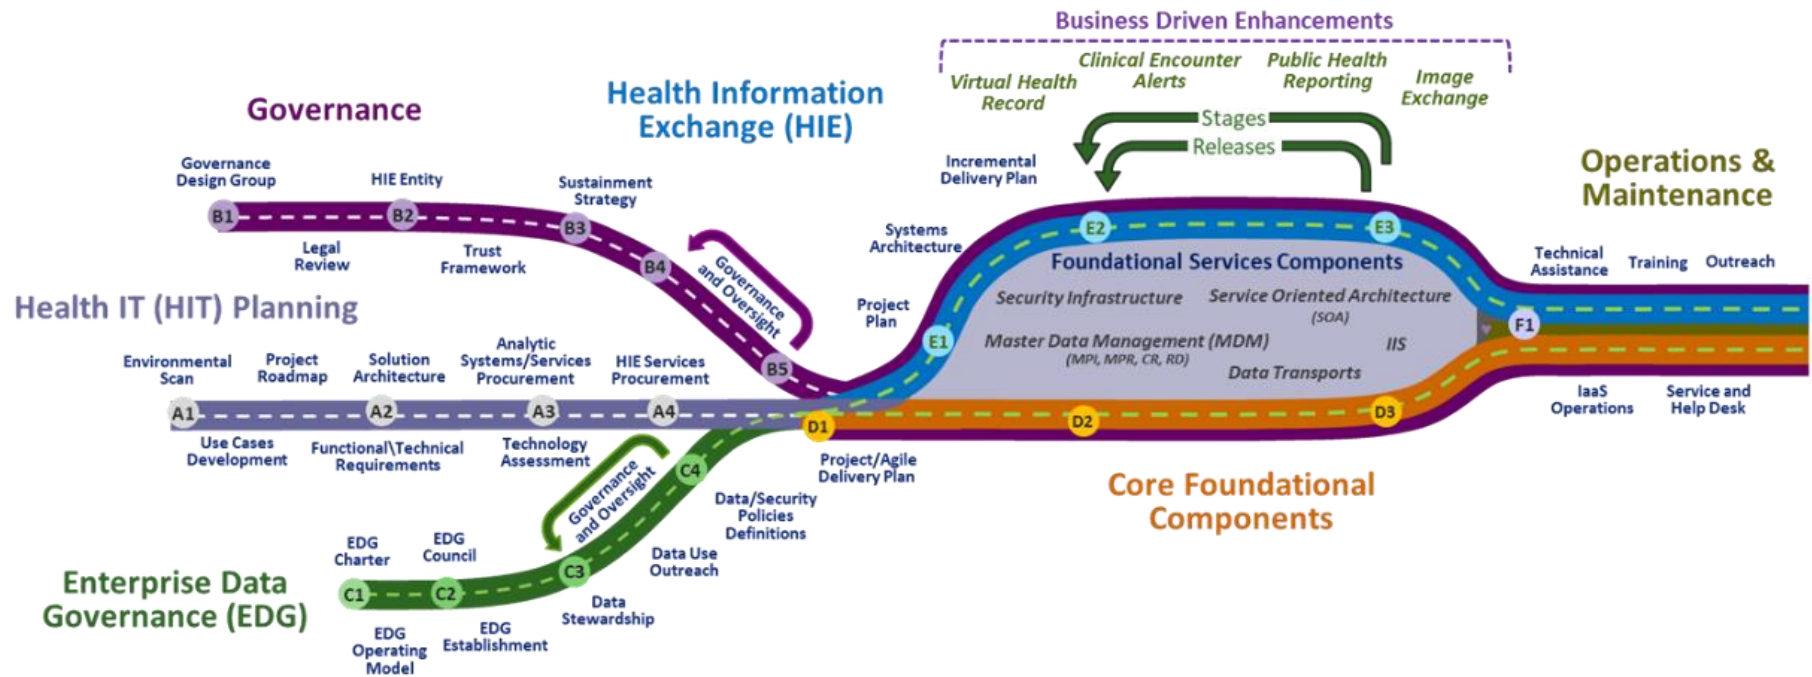 Business Driven Enhancements
Virtual Health
Record
Clinical Encounter
Alerts
Public Health
Reporting
Image
Exchange
Stages
Releases
Governance
Health Information
Exchange (HIE)
Operations &
Maintenance
Governance
Design Group
HIE Entity
Sustainment
Strategy
B1
B2
B3
B4
B5
Legal
Review
Trust
Framework
Governance
and Oversight
Incremental
Delivery Plan
Systems
Architecture
Project
Plan
E1
E2
E3
Foundational Services Components
Security Infrastructure
Service Oriented Architecture
(SOA)
Master Data Management (MDM)
(MPI, MPR, CR, RD)
IIS
Data Transports
Technical
Assistance
Training
Outreach
F1
IaaS
Operations
Service and
Help Desk
Health IT (HIT) Planning
Environmental
Scan
Project
Roadmap
Solution
Architecture
Analytic
Systems/Services
Procurement
HIE Services
Procurement
A1
A2
A3
A4
Use Cases
Development
Functional\Technical
Requirements
Technology
Assessment
D1
D2
D3
Project/Agile
Delivery Plan
Core Foundational
Components
Governance
and Oversight
Enterprise Data
Governance (EDG)
EDG
Charter
EDG
Council
C1
C2
C3
C4
EDG
Operating
Model
EDG
Establishment
Data
Stewardship
Data Use
Outreach
Data/Security
Policies
Definitions